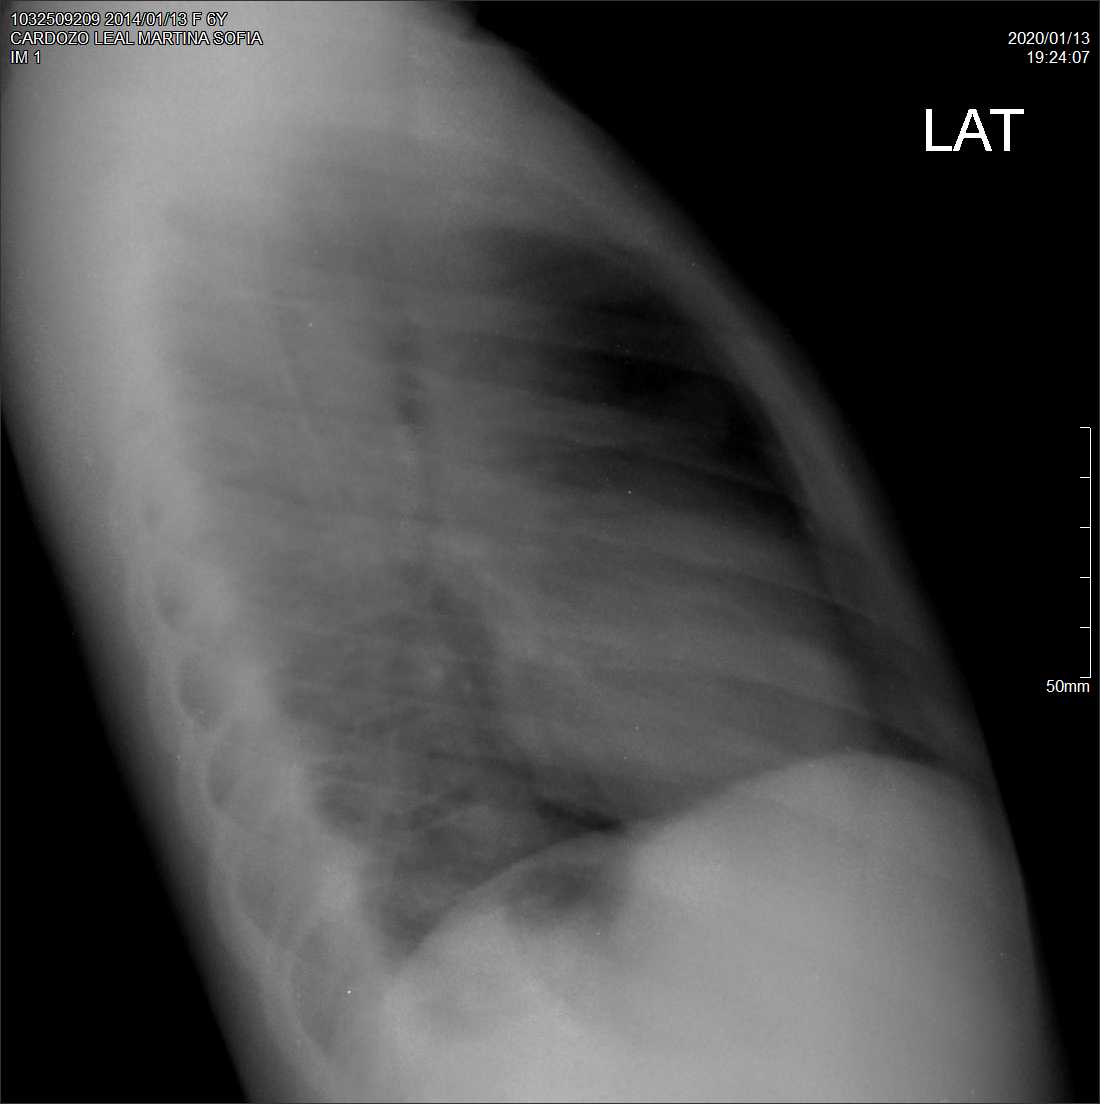 1032509209 2014/01/13 F 6Y
CARDOZO LEAL MARTINA SOFIA
IM 1
2020/01/13
19:24:07
LAT
50mm